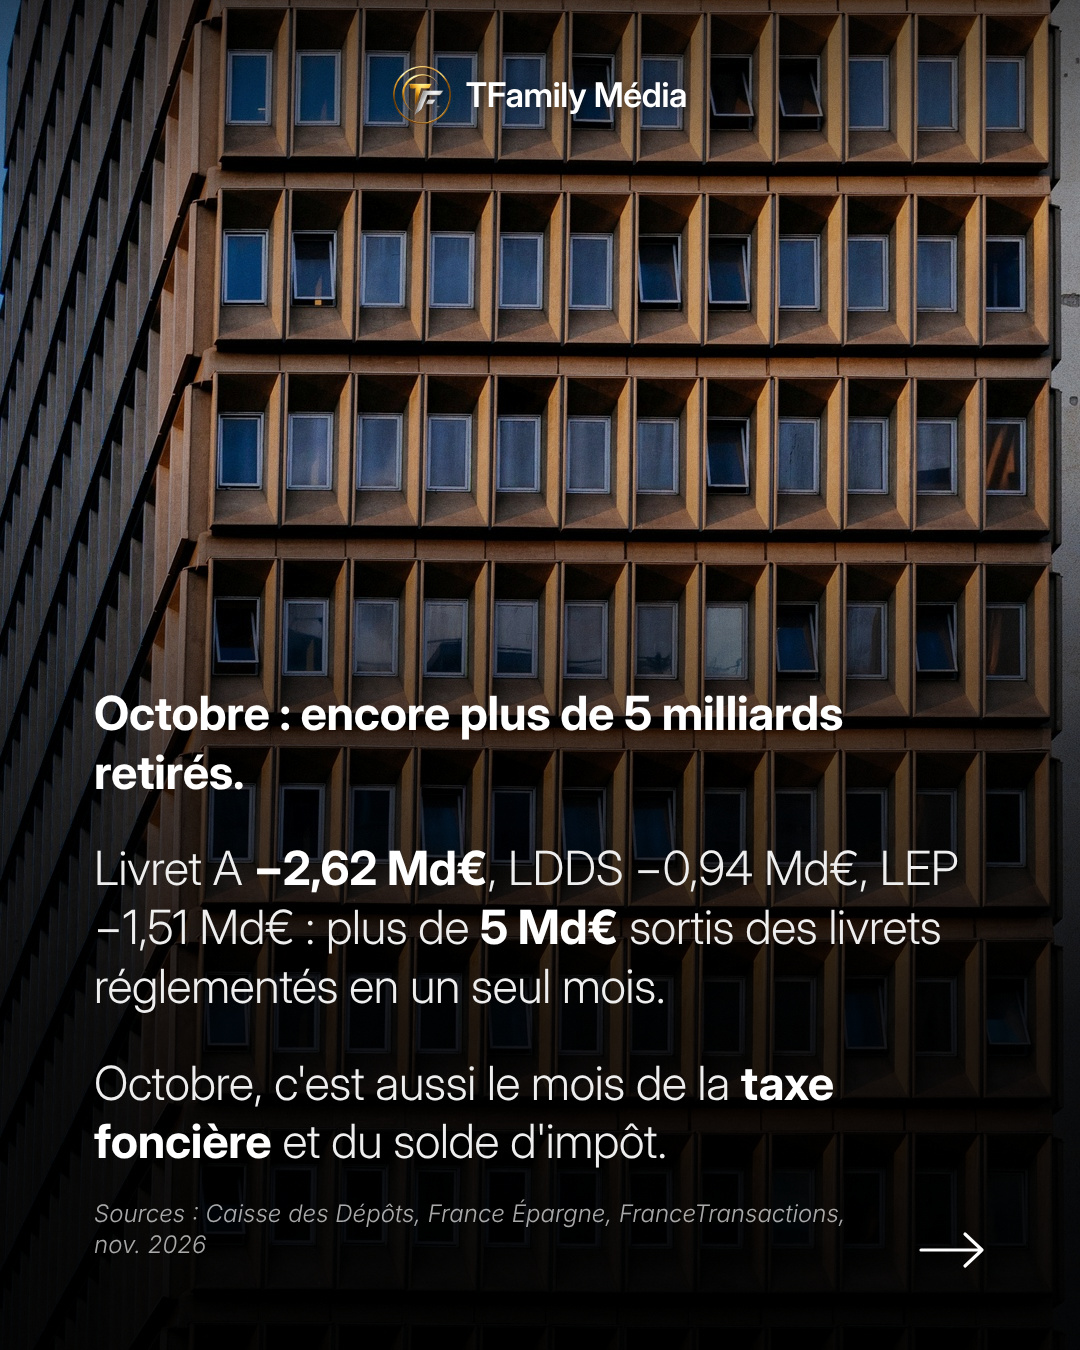 TFamily Média
Octobre : encore plus de 5 milliards
retirés.
Livret A −2,62 Md€, LDDS −0,94 Md€, LEP
−1,51 Md€ : plus de 5 Md€ sortis des livrets
réglementés en un seul mois.
Octobre, c'est aussi le mois de la taxe
foncière et du solde d'impôt.
Sources : Caisse des Dépôts, France Épargne, FranceTransactions,
nov. 2026